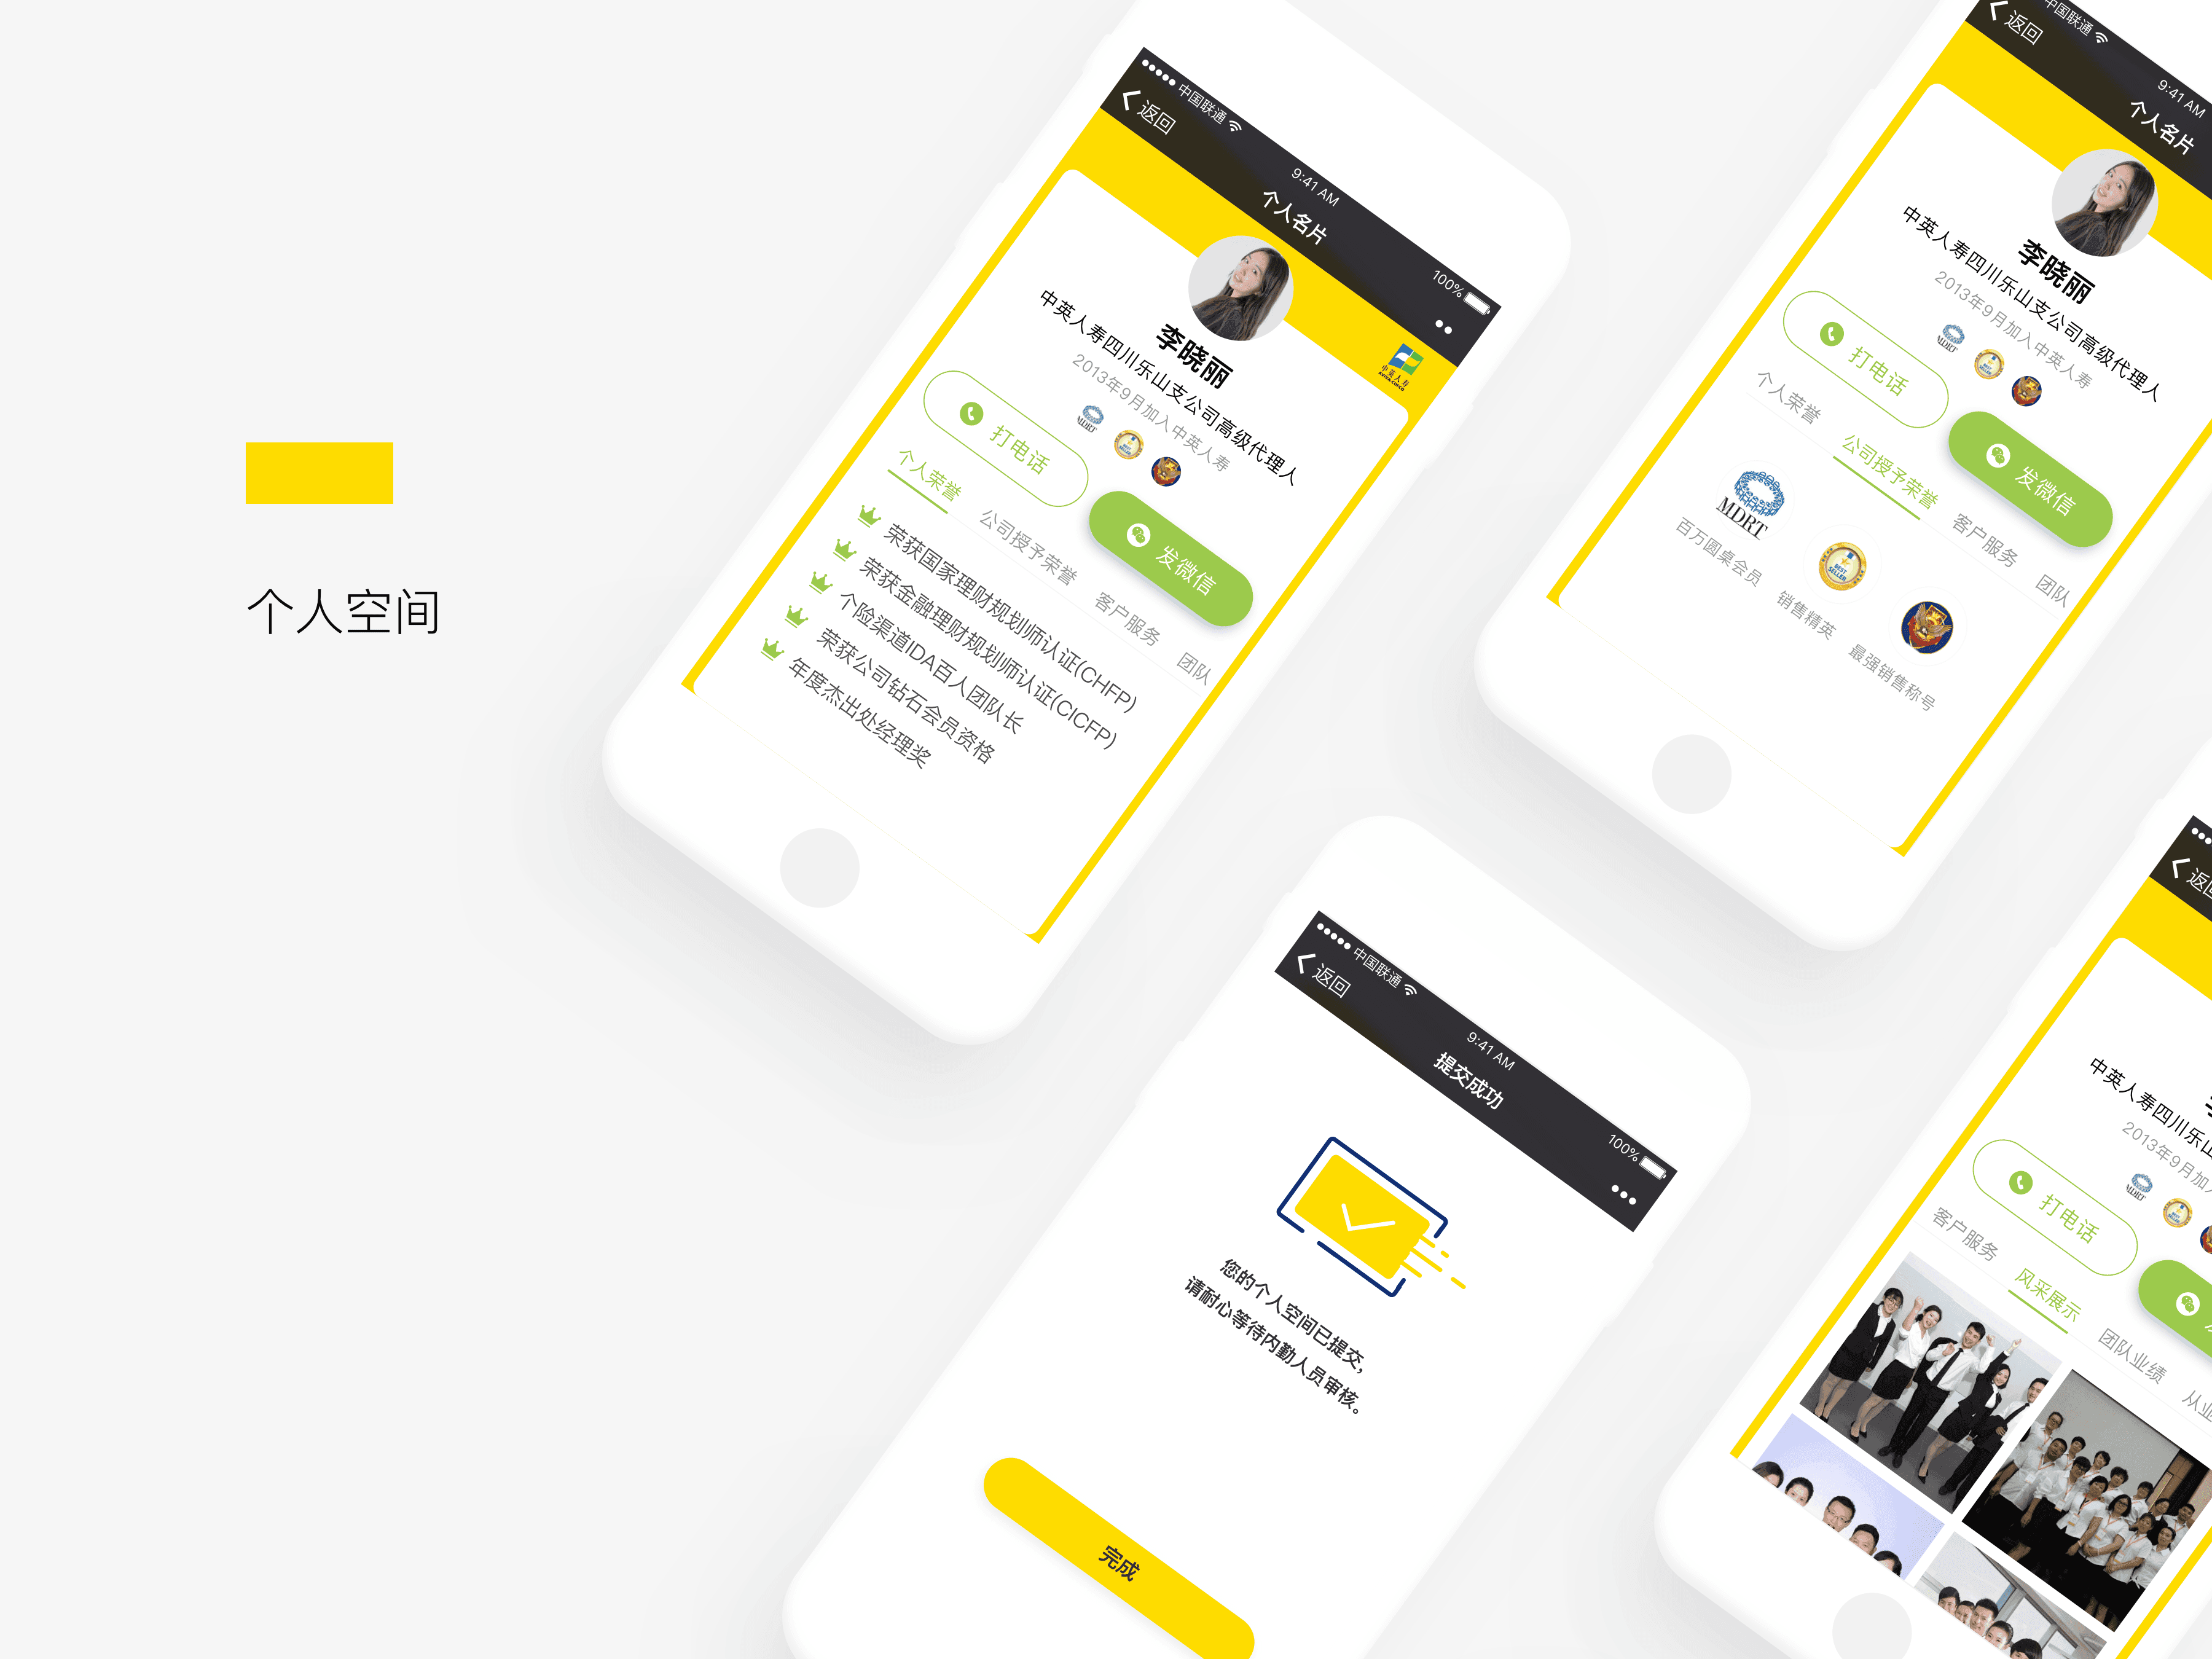 个人空间
中国联通
9:41 AM
100%
返回
个人名片
中英人寿
AVIVA-COFCO
李晓丽
中英人寿四川乐山支公司高级代理人
2013年9月加入中英人寿
MDRT
打电话
发微信
个人荣誉 公司授予荣誉 客户服务 团队
荣获国家理财规划师认证(CHFP)
荣获金融理财规划师认证(CICFP)
个险渠道IDA百人团队长
荣获公司钻石会员资格
年度杰出处经理奖
中国联通
9:41 AM
返回
个人名片
李晓丽
中英人寿四川乐山支公司高级代理人
2013年9月加入中英人寿
MDRT
打电话
发微信
个人荣誉 公司授予荣誉 客户服务 团队
MDRT
BEST SELLER
百万圆桌会员
销售精英
最强销售称号
中国联通
9:41 AM
100%
返回
提交成功
您的个人空间已提交,
请耐心等待内勤人员审核。
完成
返回
中英人寿四川乐山
2013年9月加
MDRT
打电话
客户服务 风采展示 团队业绩 从业